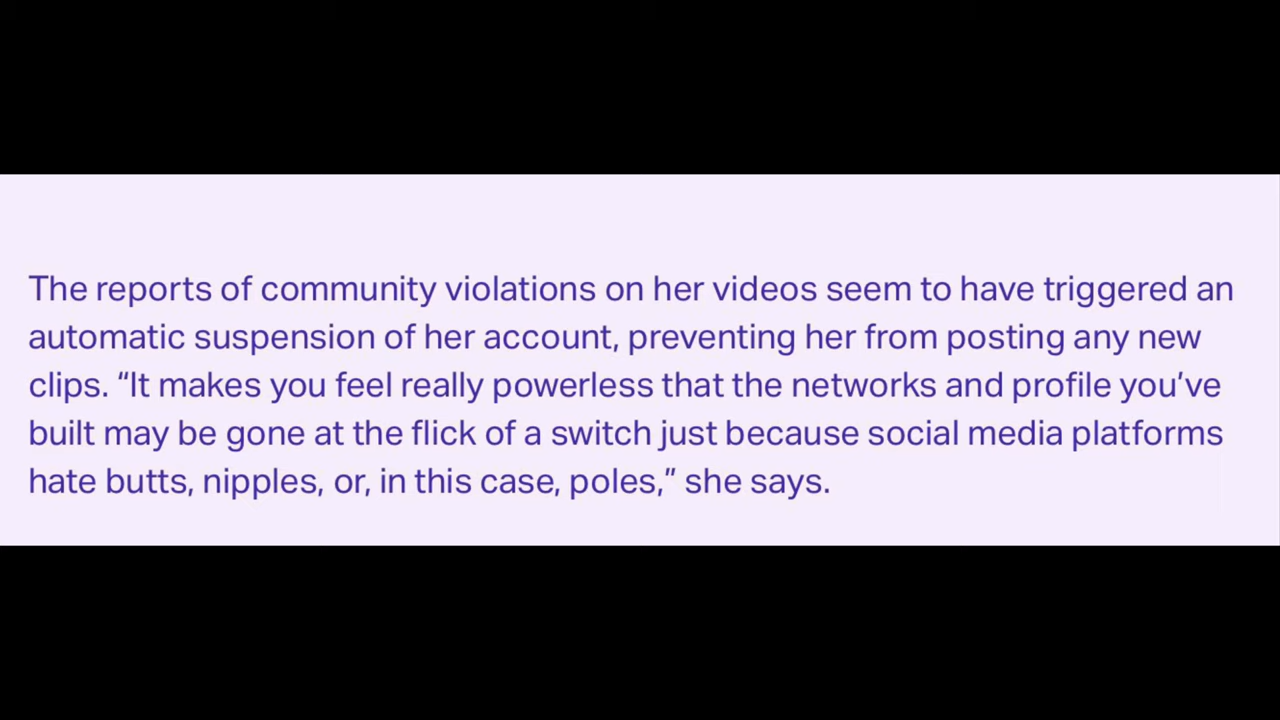 The reports of community violations on her videos seem to have triggered an
automatic suspension of her account, preventing her from posting any new
clips. “It makes you feel really powerless that the networks and profile you’ve
built may be gone at the flick of a switch just because social media platforms
hate butts, nipples, or, in this case, poles,” she says.